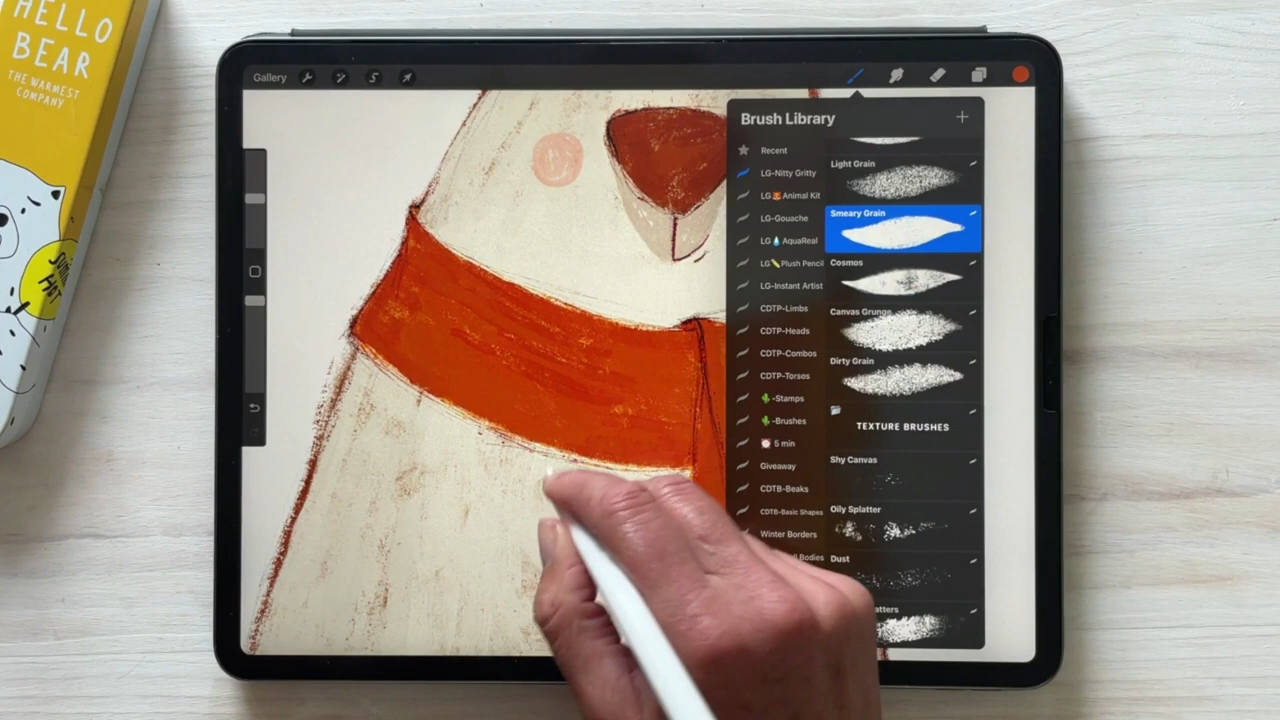 HELLO
BEAR
THE WARMEST
COMPANY
Gallery
Brush Library
Recent
LG-Nitty Gritty
LG🦊Animal Kit
LG-Gouache
LG💧AquaReal
LG✏️Plush Pencil
LG-Instant Artist
CDTP-Limbs
CDTP-Heads
CDTP-Combos
CDTP-Torsos
🌵-Stamps
🌵-Brushes
⏰ 5 min
Giveaway
CDTB-Beaks
CDTB-Basic Shapes
Winter Borders
Bodies
Light Grain
Smeary Grain
Cosmos
Canvas Grunge
Dirty Grain
TEXTURE BRUSHES
Shy Canvas
Oily Splatter
Dust